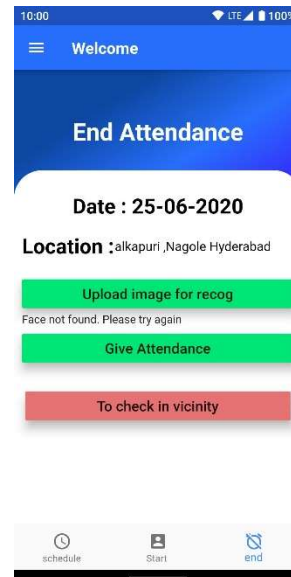 10:00 LTE 100%
Welcome
End Attendance
Date : 25-06-2020
Location : alkapuri ,Nagole Hyderabad
Upload image for recog
Face not found. Please try again
Give Attendance
To check in vicinity
schedule Start end